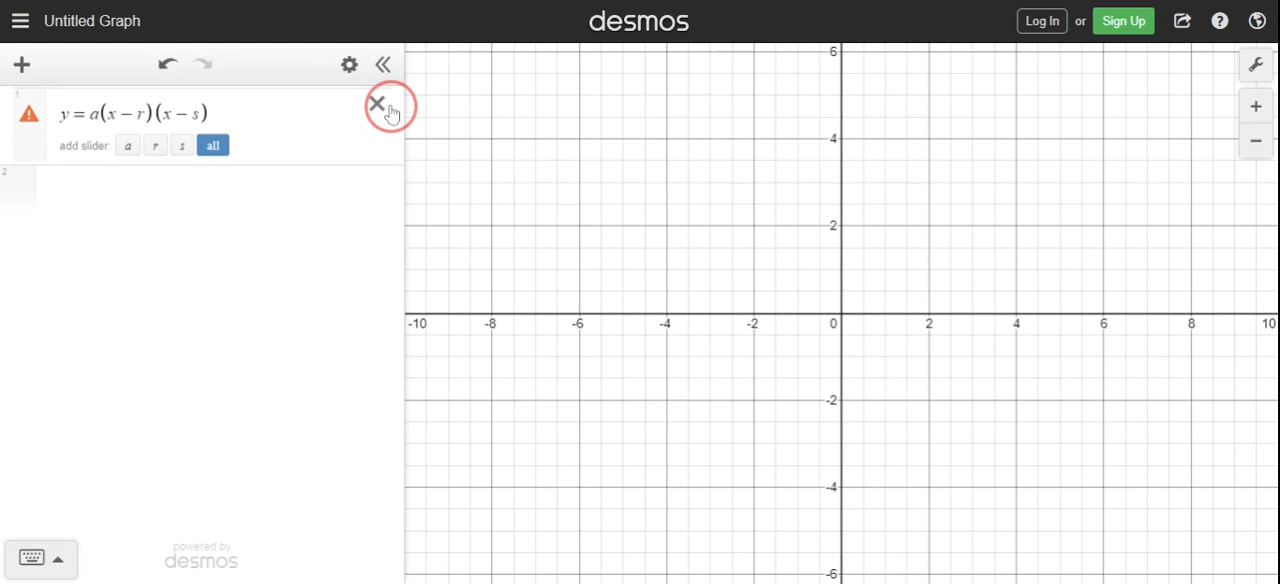 Untitled Graph
desmos
Log In or Sign Up
1
y = a(x − r)(x − s)
add slider: a r s all
2
6
4
2
-10 -8 -6 -4 -2 0 2 4 6 8 10
-2
-4
-6
powered by
desmos